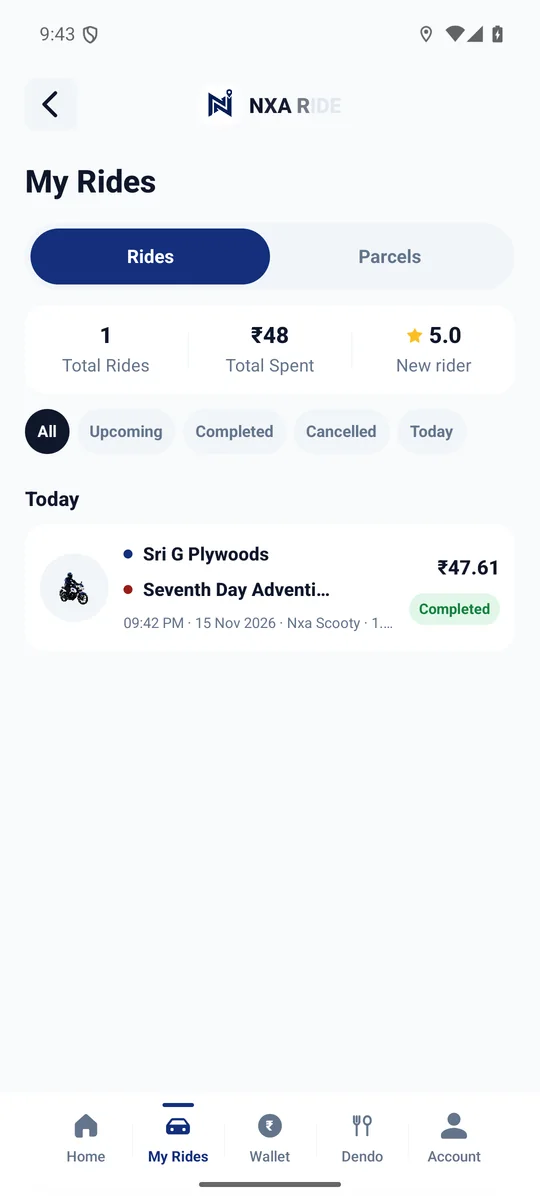 9:43
NXA RIDE
My Rides
Rides
Parcels
1
Total Rides
₹48
Total Spent
5.0
New rider
All
Upcoming
Completed
Cancelled
Today
Today
Sri G Plywoods
Seventh Day Adventi...
₹47.61
Completed
09:42 PM · 15 Nov 2026 · Nxa Scooty · 1....
Home
My Rides
₹
Wallet
Dendo
Account